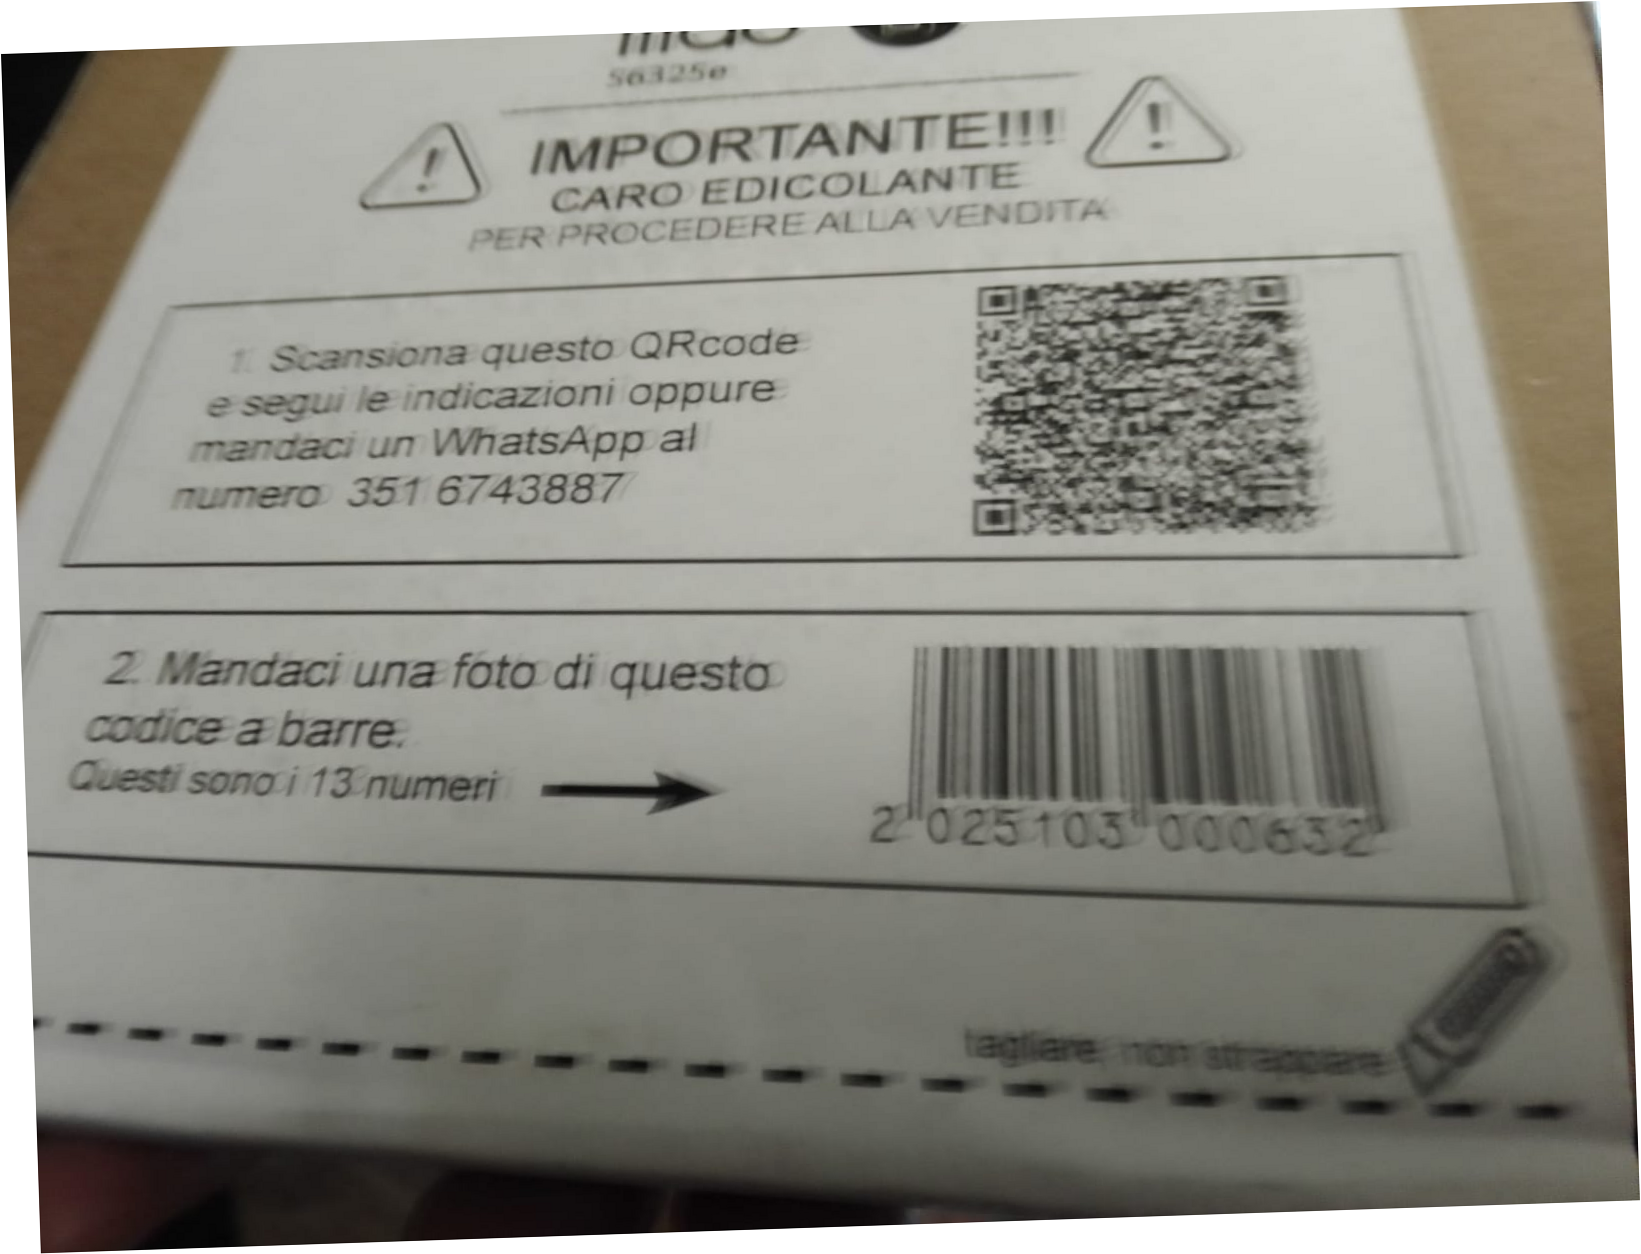 56325e
IMPORTANTE!!!
CARO EDICOLANTE
PER PROCEDERE ALLA VENDITA
1. Scansiona questo QRcode
e segui le indicazioni oppure
mandaci un WhatsApp al
numero 351 6743887
2. Mandaci una foto di questo
codice a barre.
Questi sono i 13 numeri
2 025103 000632
tagliare, non strappare